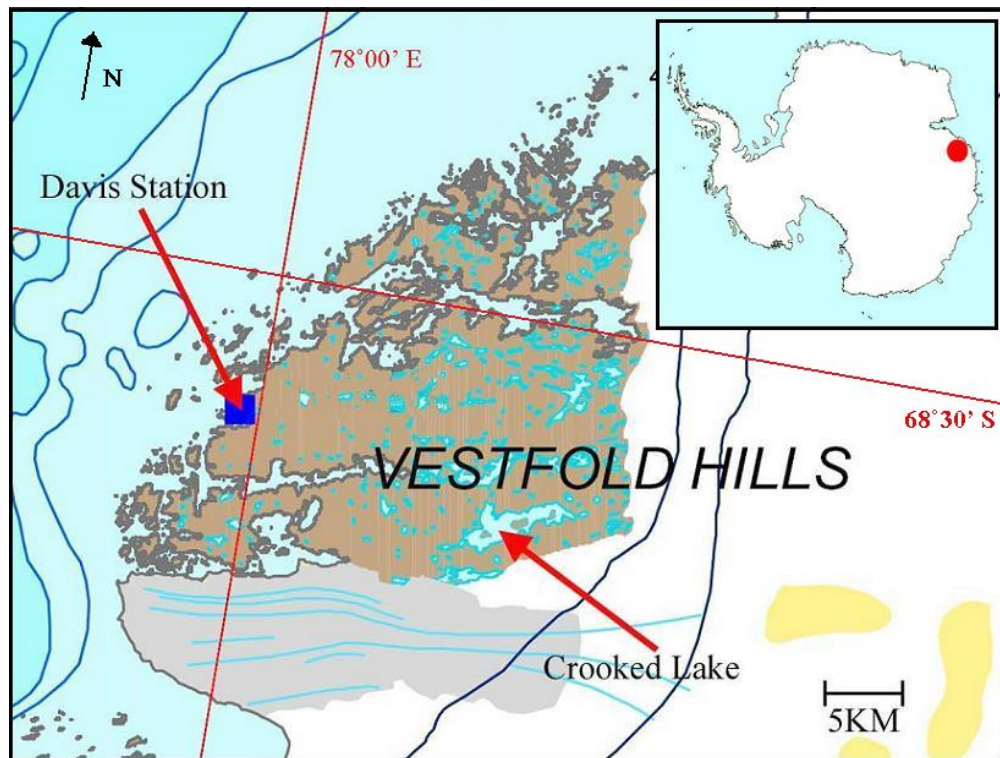 N
78°00' E
Davis Station
68°30' S
VESTFOLD HILLS
Crooked Lake
5KM